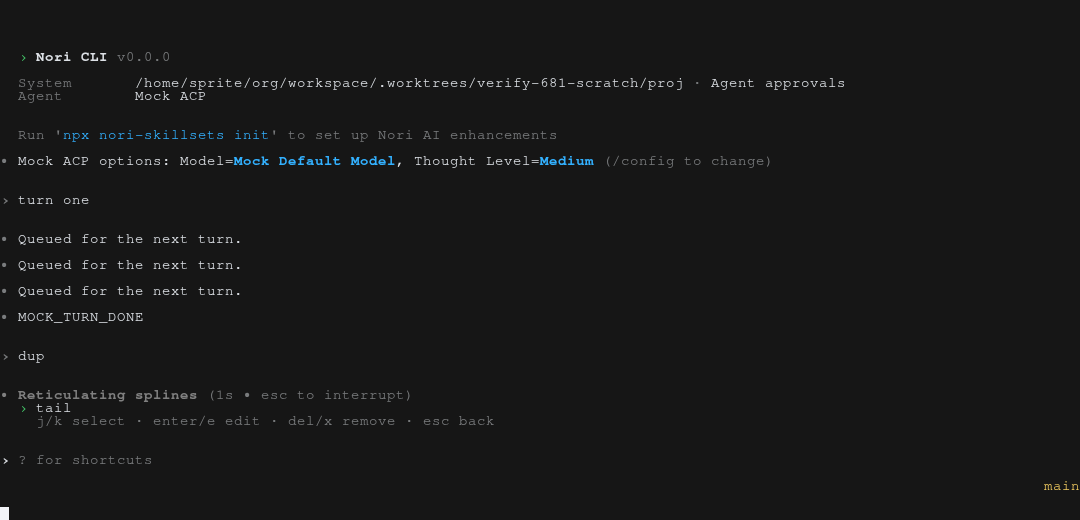 › Nori CLI v0.0.0
System /home/sprite/org/workspace/.worktrees/verify-681-scratch/proj · Agent approvals
Agent Mock ACP
Run 'npx nori-skillsets init' to set up Nori AI enhancements
• Mock ACP options: Model=Mock Default Model, Thought Level=Medium (/config to change)
› turn one
• Queued for the next turn.
• Queued for the next turn.
• Queued for the next turn.
• MOCK_TURN_DONE
› dup
• Reticulating splines (1s • esc to interrupt)
› tail
j/k select · enter/e edit · del/x remove · esc back
› ? for shortcuts
main